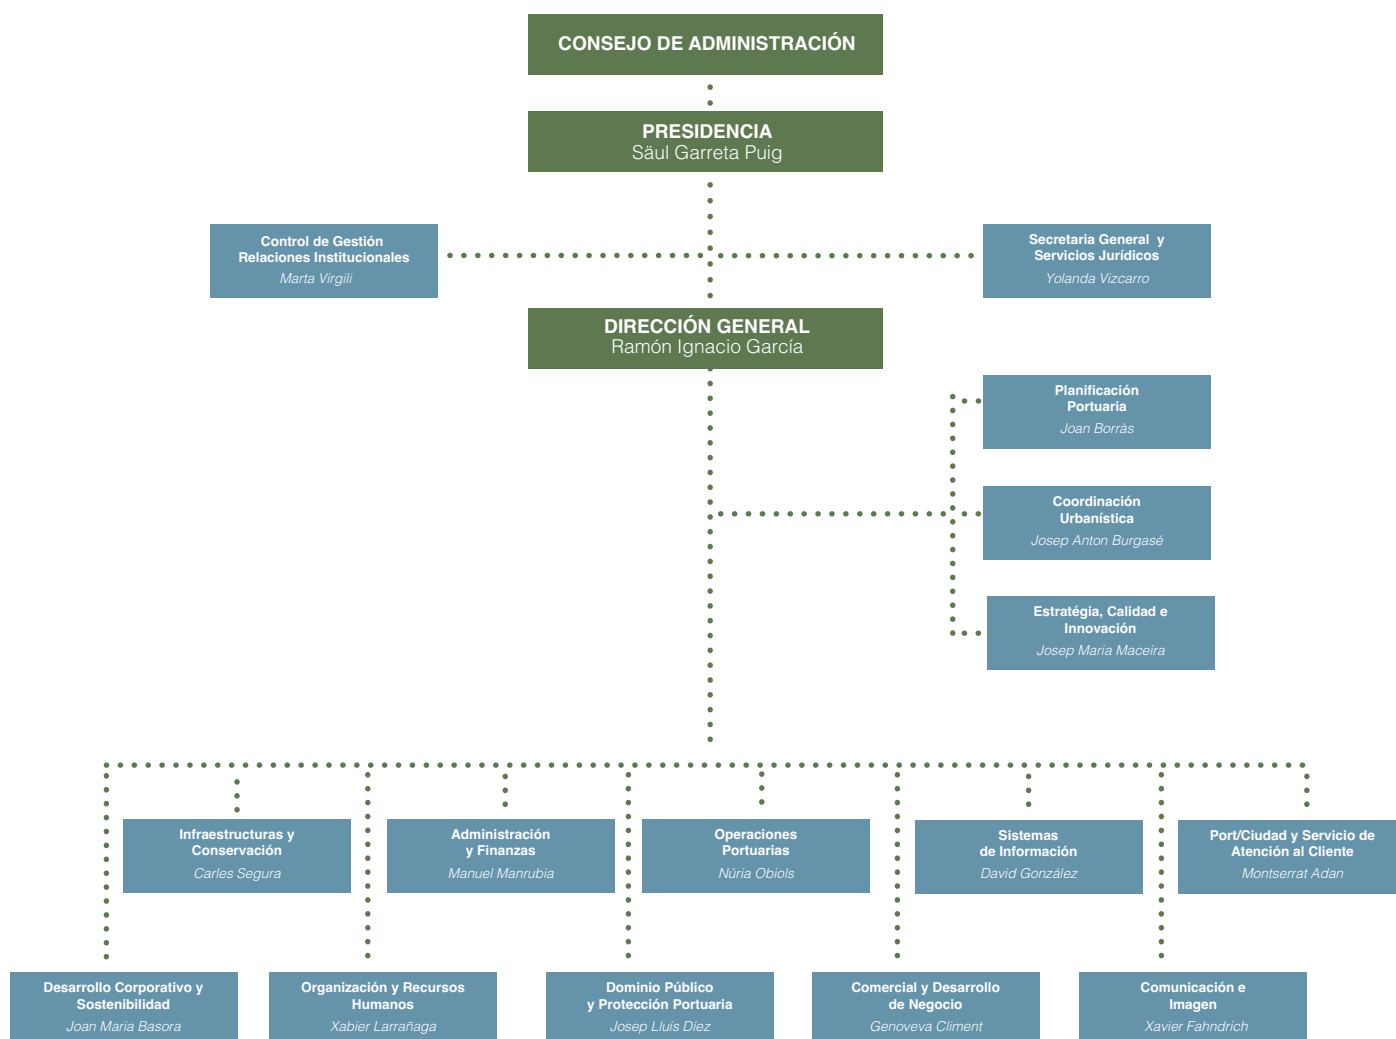 CONSEJO DE ADMINISTRACIÓN
PRESIDENCIA
Säul Garreta Puig
Control de Gestión
Relaciones Institucionales
Marta Virgili
Secretaria General y
Servicios Jurídicos
Yolanda Vizcarro
DIRECCIÓN GENERAL
Ramón Ignacio García
Planificación
Portuaria
Joan Borràs
Coordinación
Urbanística
Josep Anton Burgasé
Estratégia, Calidad e
Innovación
Josep Maria Maceira
Infraestructuras y
Conservación
Carles Segura
Administración
y Finanzas
Manuel Manrubia
Operaciones
Portuarias
Núria Obiols
Sistemas
de Información
David González
Port/Ciudad y Servicio de
Atención al Cliente
Montserrat Adan
Desarrollo Corporativo y
Sostenibilidad
Joan Maria Basora
Organización y Recursos
Humanos
Xabier Larrañaga
Dominio Público
y Protección Portuaria
Josep Lluís Díez
Comercial y Desarrollo
de Negocio
Genoveva Climent
Comunicación e
Imagen
Xavier Fahndrich